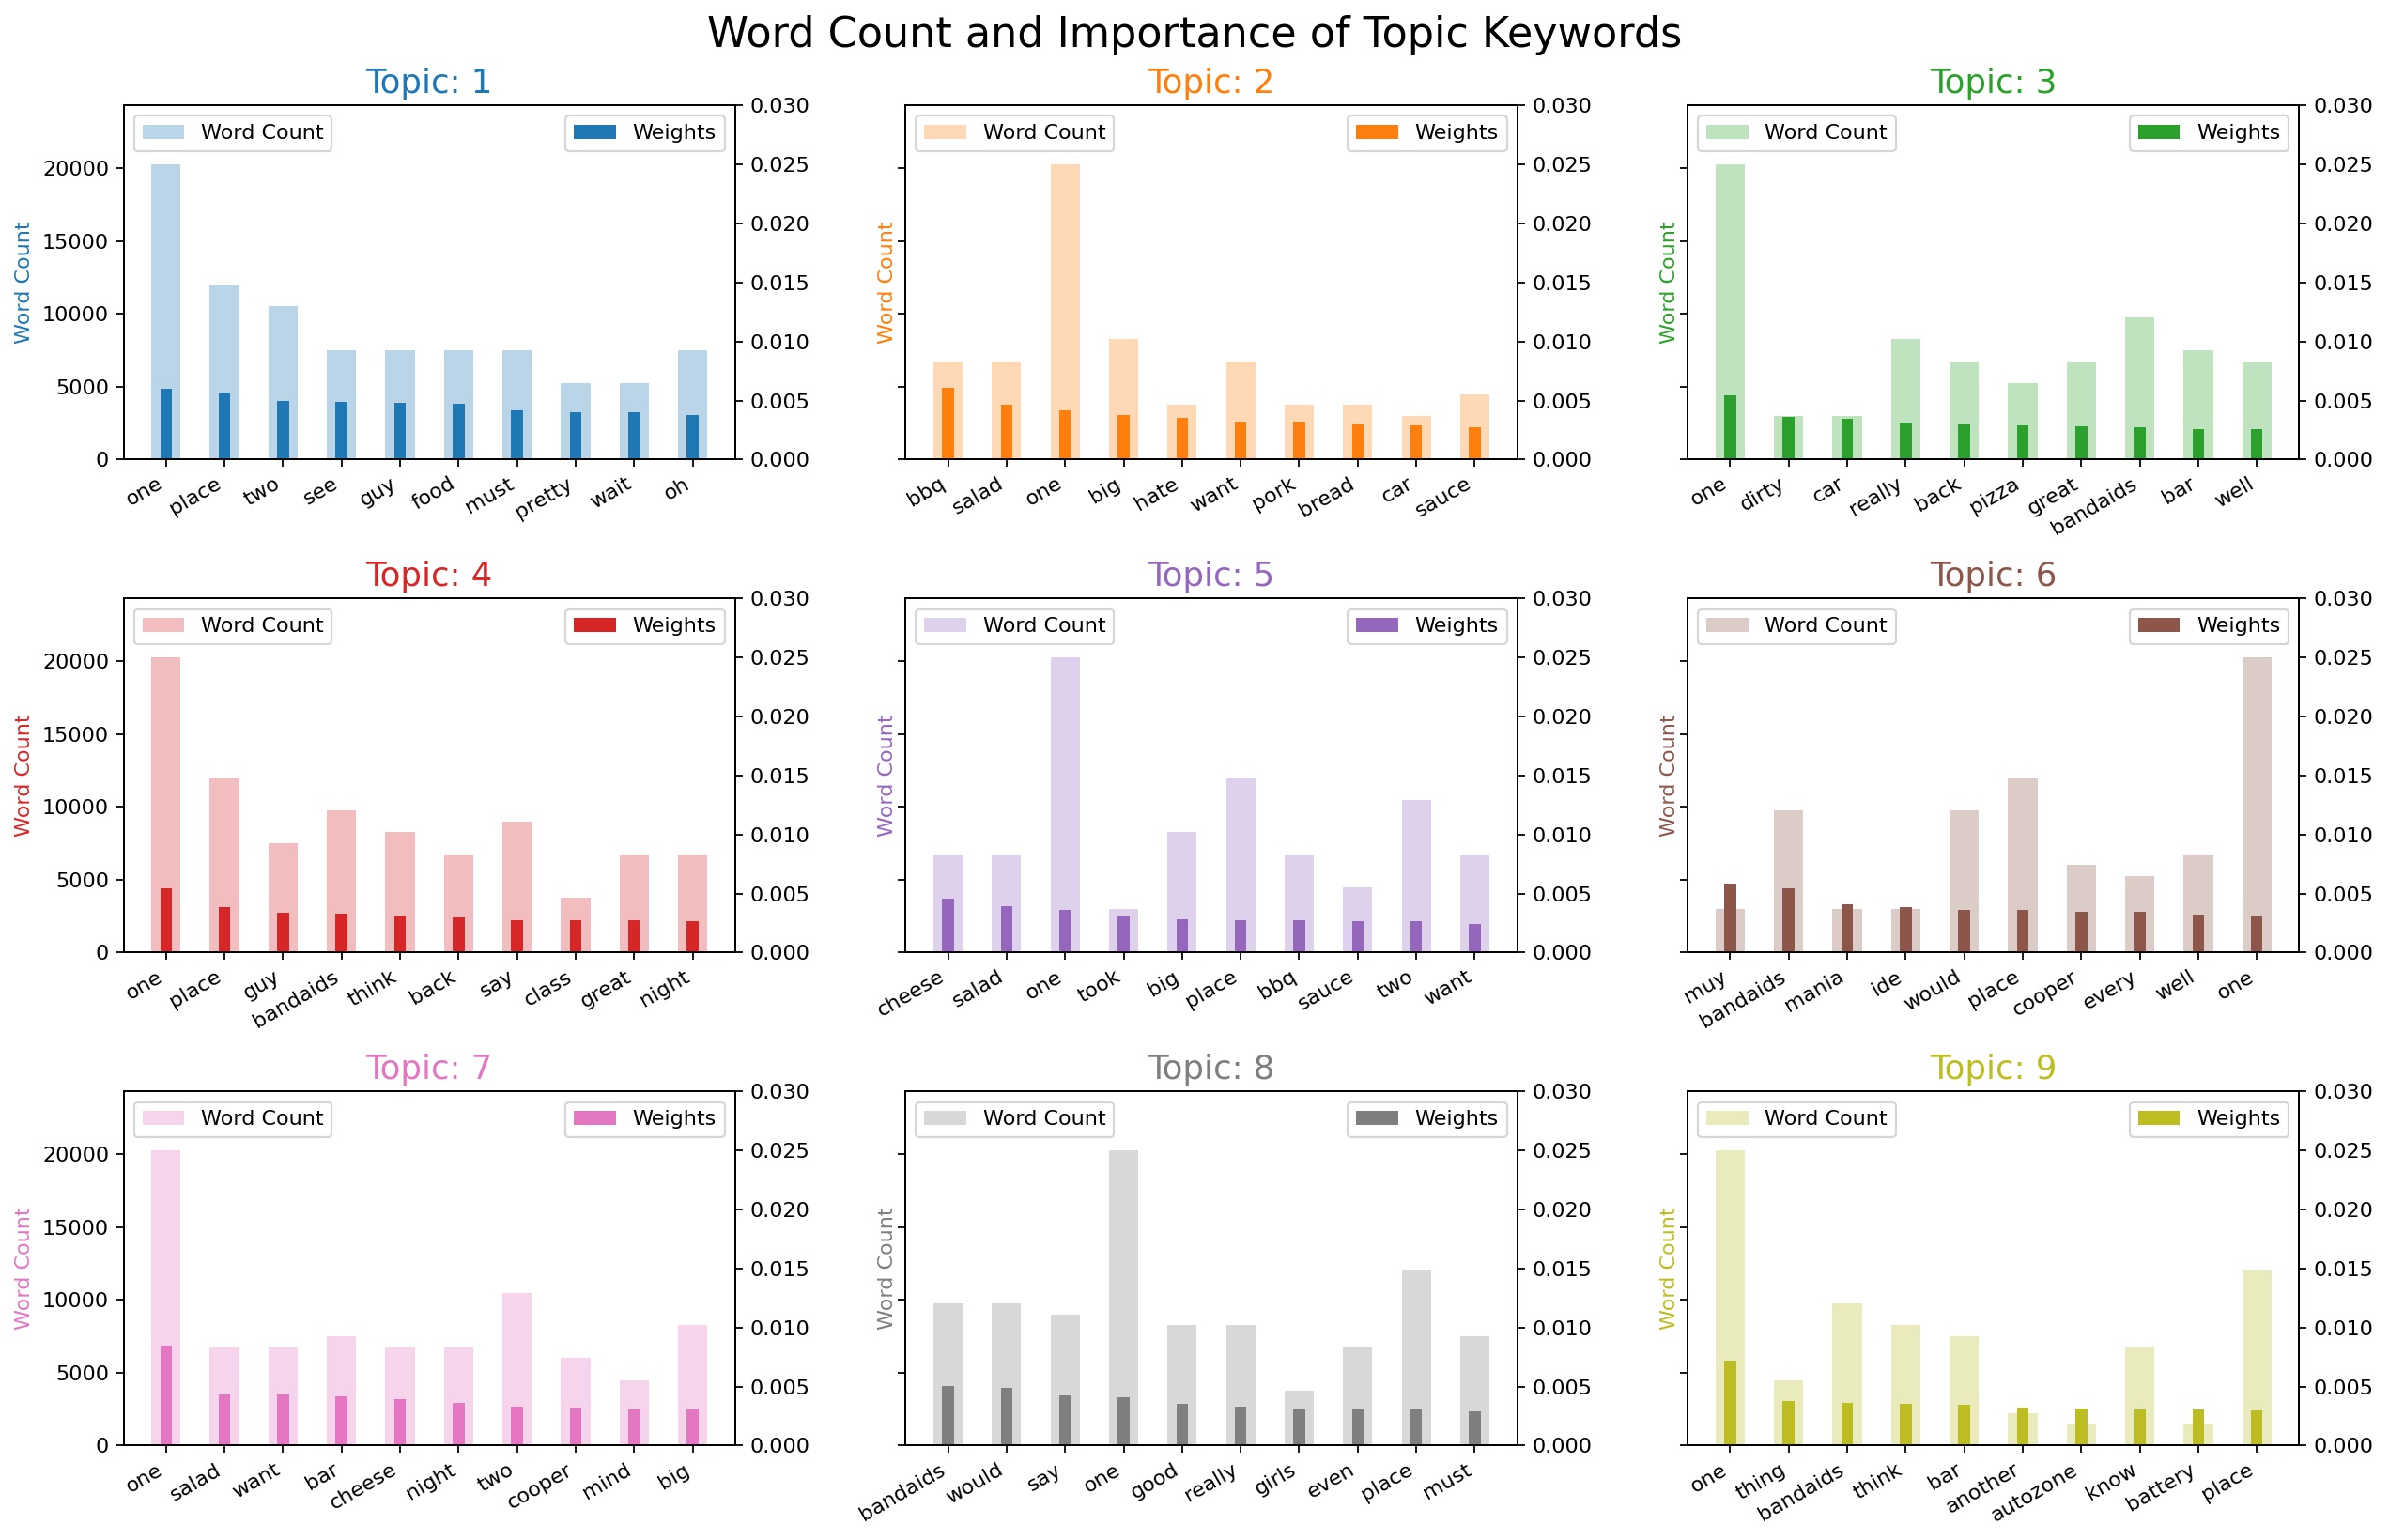 Word Count and Importance of Topic Keywords
Topic: 1
Word Count
Weights
Word Count
20000
15000
10000
5000
0
0.030
0.025
0.020
0.015
0.010
0.005
0.000
one place two see guy food must pretty wait oh
Topic: 2
Word Count
Weights
Word Count
0.030
0.025
0.020
0.015
0.010
0.005
0.000
bbq salad one big hate want pork bread car sauce
Topic: 3
Word Count
Weights
Word Count
0.030
0.025
0.020
0.015
0.010
0.005
0.000
one dirty car really back pizza great bandaids bar well
Topic: 4
Word Count
Weights
Word Count
20000
15000
10000
5000
0
0.030
0.025
0.020
0.015
0.010
0.005
0.000
one place guy bandaids think back say class great night
Topic: 5
Word Count
Weights
Word Count
0.030
0.025
0.020
0.015
0.010
0.005
0.000
cheese salad one took big place bbq sauce two want
Topic: 6
Word Count
Weights
Word Count
0.030
0.025
0.020
0.015
0.010
0.005
0.000
muy bandaids mania ide would place cooper every well one
Topic: 7
Word Count
Weights
Word Count
20000
15000
10000
5000
0
0.030
0.025
0.020
0.015
0.010
0.005
0.000
one salad want bar cheese night two cooper mind big
Topic: 8
Word Count
Weights
Word Count
0.030
0.025
0.020
0.015
0.010
0.005
0.000
bandaids would say one good really girls even place must
Topic: 9
Word Count
Weights
Word Count
0.030
0.025
0.020
0.015
0.010
0.005
0.000
one thing bandaids think bar another autozone know battery place